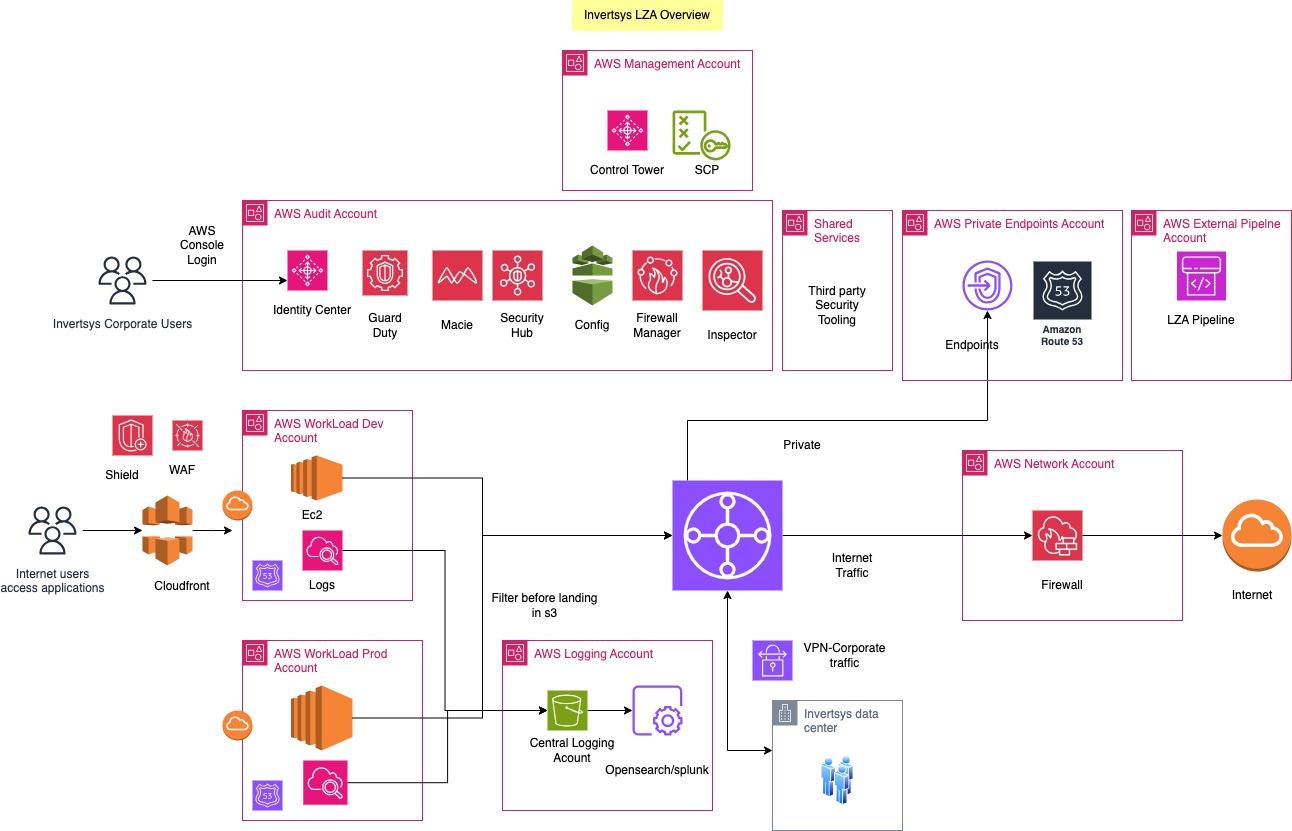 Invertsys LZA Overview
AWS Management Account
Control Tower
SCP
AWS Audit Account
AWS
Console
Login
Invertsys Corporate Users
Identity Center
Guard
Duty
Macie
Security
Hub
Config
Firewall
Manager
Inspector
Shared
Services
Third party
Security
Tooling
AWS Private Endpoints Account
Endpoints
53
Amazon
Route 53
AWS External Pipelne
Account
LZA Pipeline
Shield
WAF
Internet users
access applications
Cloudfront
AWS WorkLoad Dev
Account
Ec2
53
Logs
Filter before landing
in s3
Private
Internet
Traffic
AWS Network Account
Firewall
Internet
AWS WorkLoad Prod
Account
53
AWS Logging Account
Central Logging
Acount
Opensearch/splunk
VPN-Corporate
traffic
Invertsys data
center